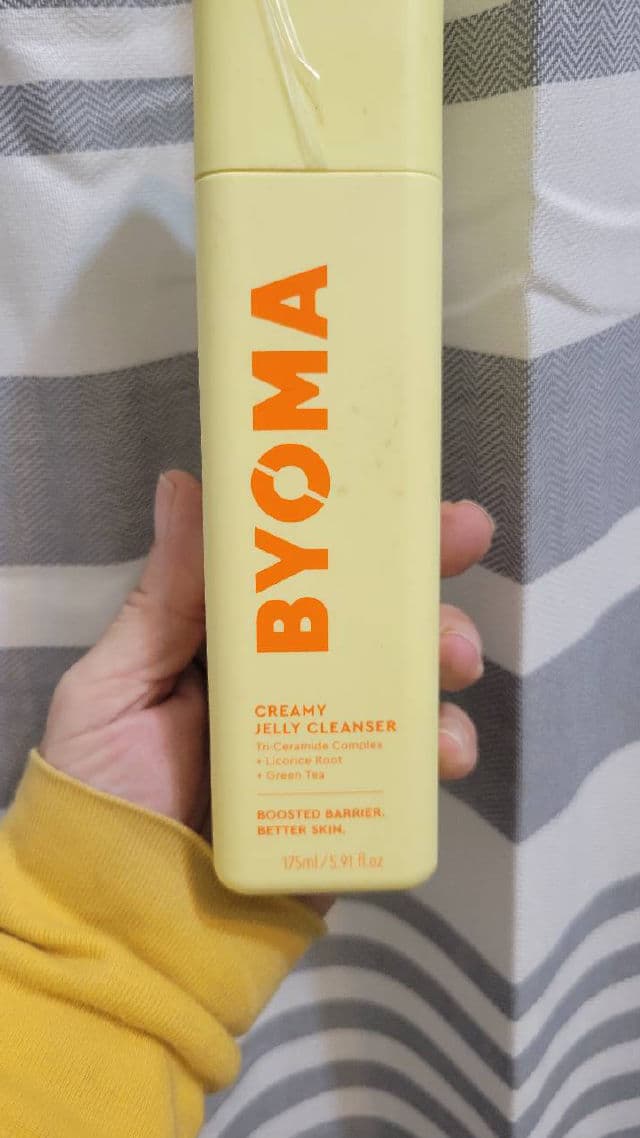 BYOMA
CREAMY
JELLY CLEANSER
Tri-Ceramide Complex
+ Licorice Root
+ Green Tea
BOOSTED BARRIER.
BETTER SKIN.
175ml/5.91 fl.oz